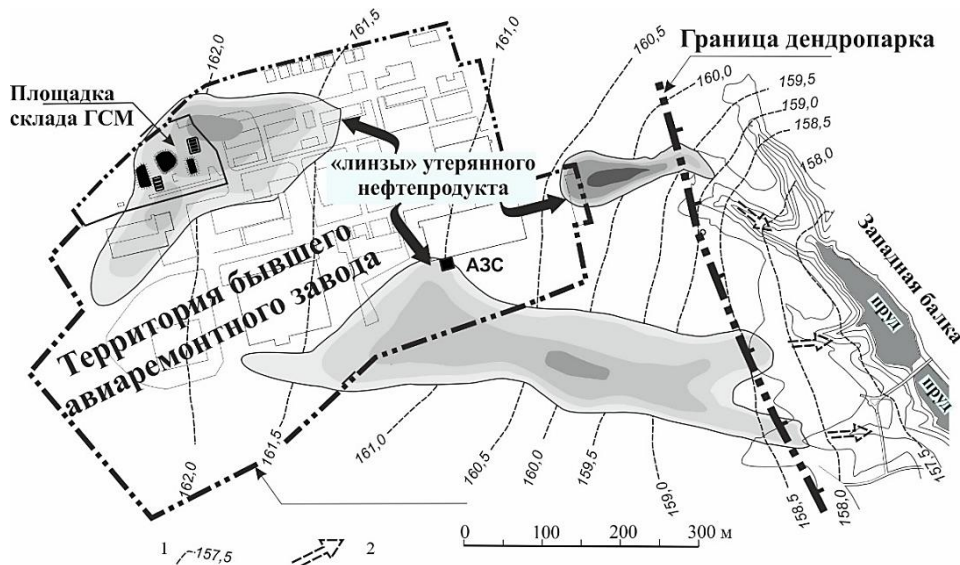 162,0
161,5
161,0
160,5
Граница дендропарка
160,0
159,5
159,0
158,5
158,0
Площадка
склада ГСМ
«линзы» утерянного
нефтепродукта
АЗС
Территория бывшего
авиаремонтного завода
Западная балка
пруд
пруд
162,0
161,5
161,0
160,5
160,0
159,5
159,0
158,5
158,0
157,5
0 100 200 300 м
1 157,5 2